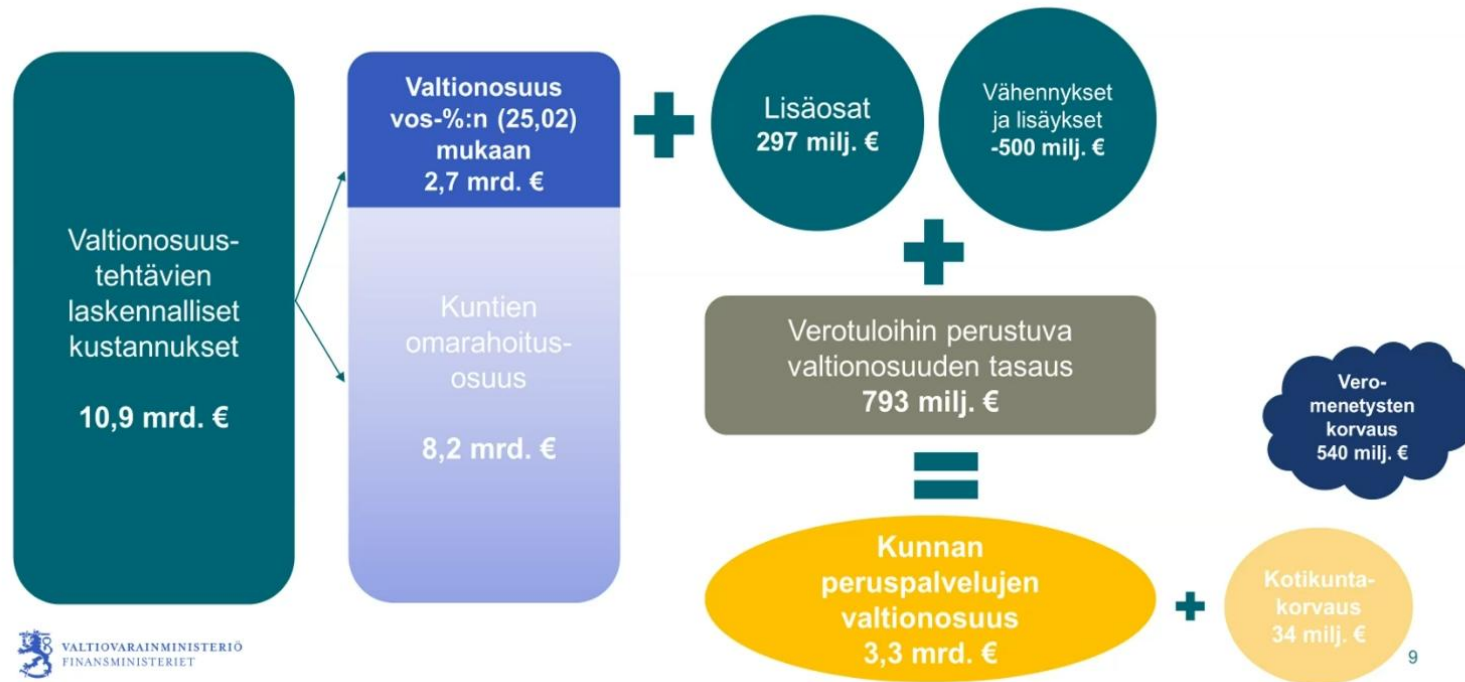 Valtionosuus-
tehtävien
laskennalliset
kustannukset
10,9 mrd. €
Valtionosuus
vos-%:n (25,02)
mukaan
2,7 mrd. €
Kuntien
omarahoitus-
osuus
8,2 mrd. €
+
Lisäosat
297 milj. €
Vähennykset
ja lisäykset
-500 milj. €
+
Verotuloihin perustuva
valtionosuuden tasaus
793 milj. €
=
Kunnan
peruspalvelujen
valtionosuus
3,3 mrd. €
+
Kotikunta-
korvaus
34 milj. €
Vero-
menetysten
korvaus
540 milj. €
VALTIOVARAINMINISTERIÖ
FINANSMINISTERIET
9